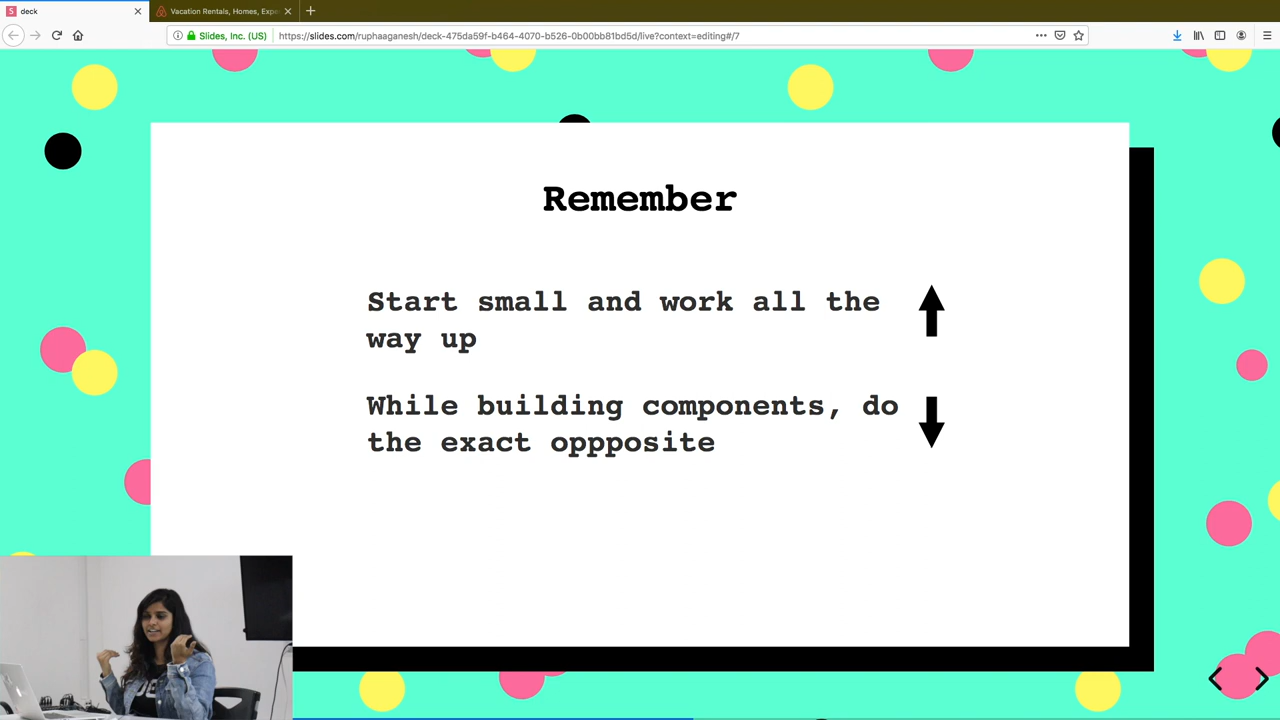 deck
Vacation Rentals, Homes, Expe
Slides, Inc. (US)
https://slides.com/ruphaaganesh/deck-475da59f-b464-4070-b526-0b00bb81bd5d/live?context=editing#/7
Remember
Start small and work all the
way up
While building components, do
the exact oppposite